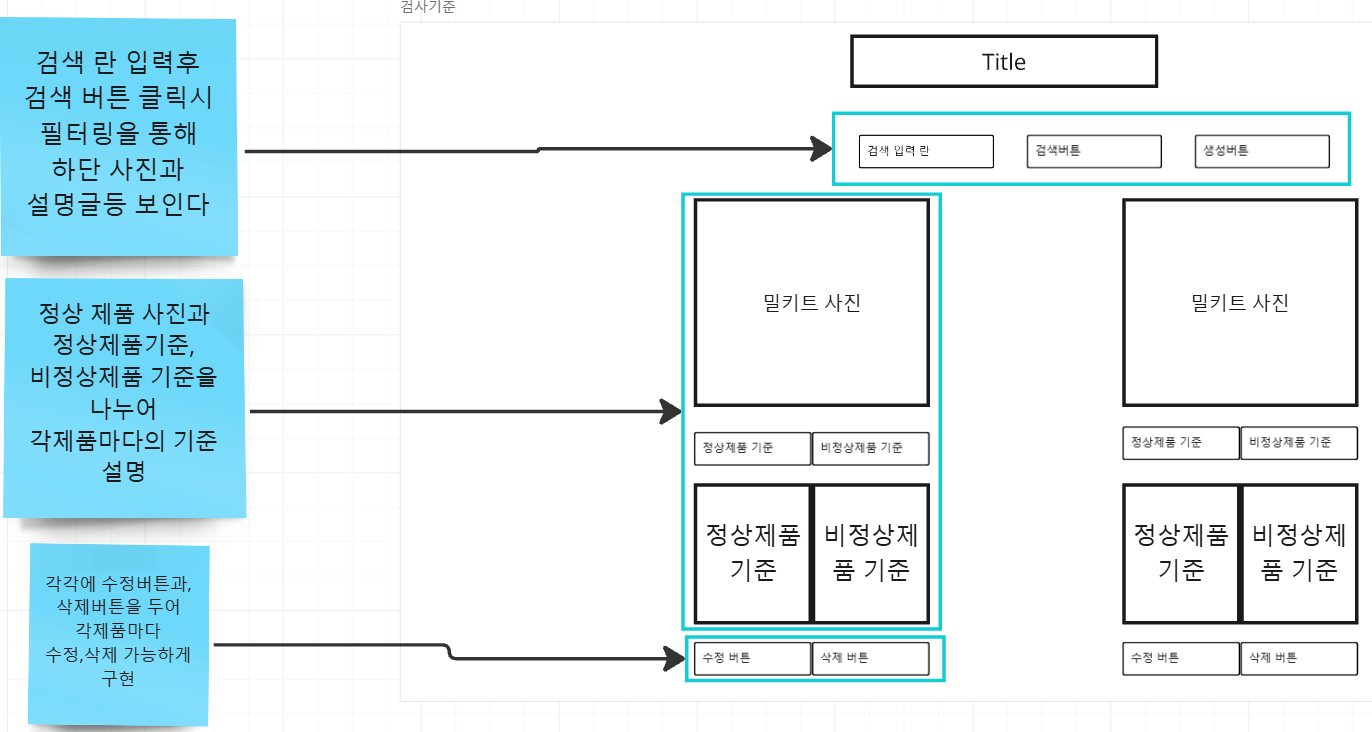 검사기준
검색 란 입력후
검색 버튼 클릭시
필터링을 통해
하단 사진과
설명글등 보인다
정상 제품 사진과
정상제품기준,
비정상제품 기준을
나누어
각제품마다의 기준
설명
각각에 수정버튼과,
삭제버튼을 두어
각제품마다
수정,삭제 가능하게
구현
Title
검색 입력 란
검색버튼
생성버튼
밀키트 사진
정상제품 기준
비정상제품 기준
정상제품
기준
비정상제
품 기준
수정 버튼
삭제 버튼
밀키트 사진
정상제품 기준
비정상제품 기준
정상제품
기준
비정상제
품 기준
수정 버튼
삭제 버튼